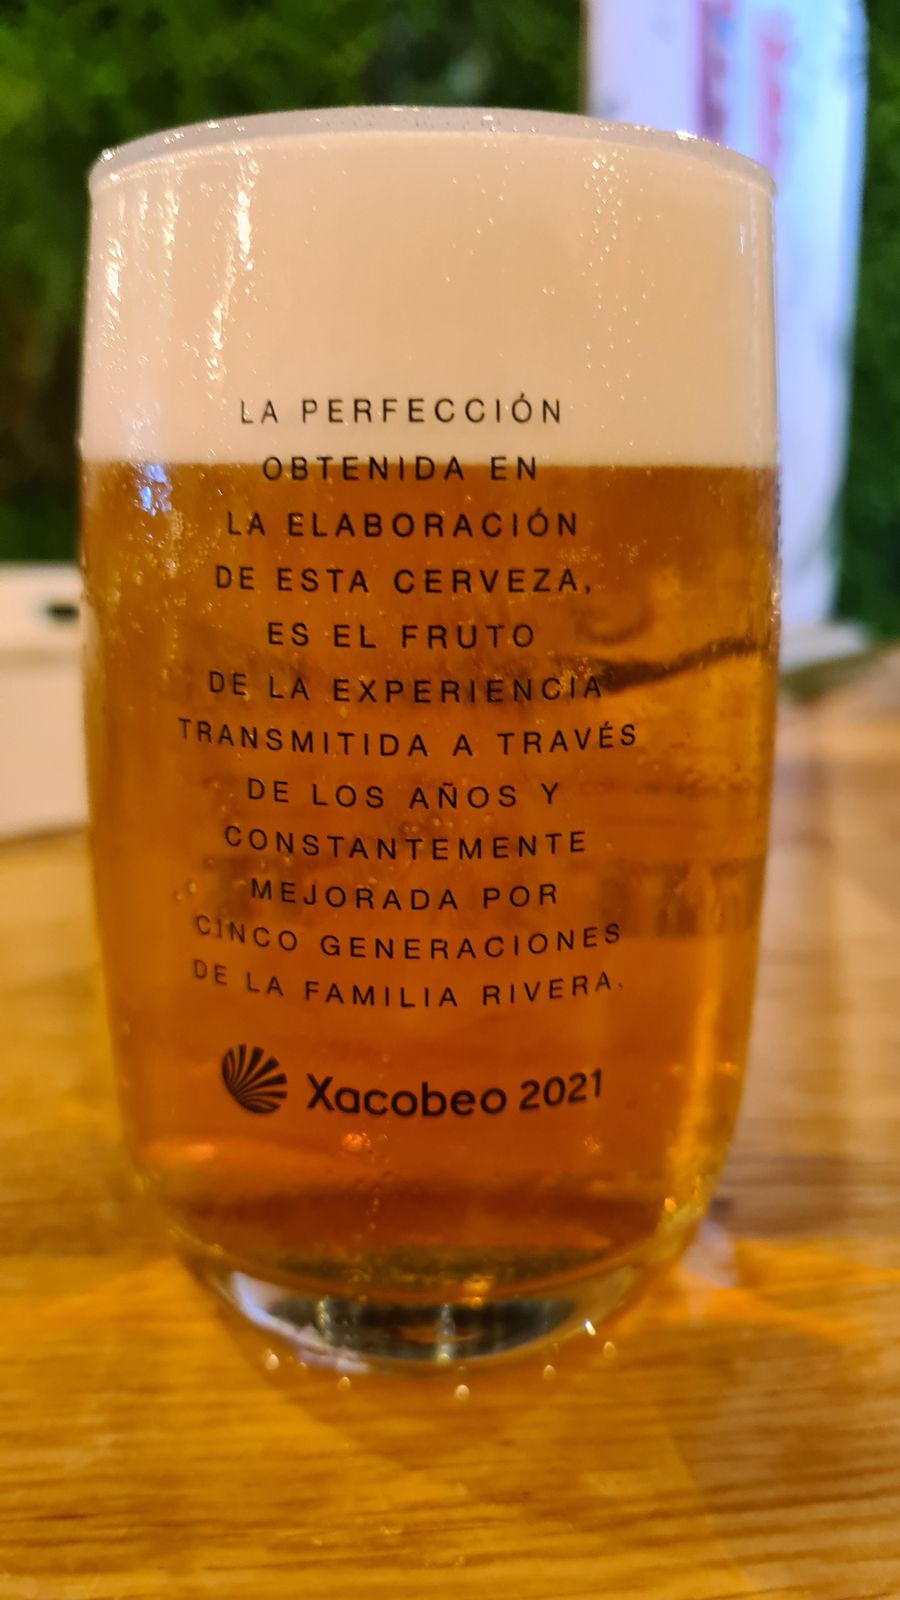 LA PERFECCIÓN
OBTENIDA EN
LA ELABORACIÓN
DE ESTA CERVEZA,
ES EL FRUTO
DE LA EXPERIENCIA
TRANSMITIDA A TRAVÉS
DE LOS AÑOS Y
CONSTANTEMENTE
MEJORADA POR
CINCO GENERACIONES
DE LA FAMILIA RIVERA.
Xacobeo 2021